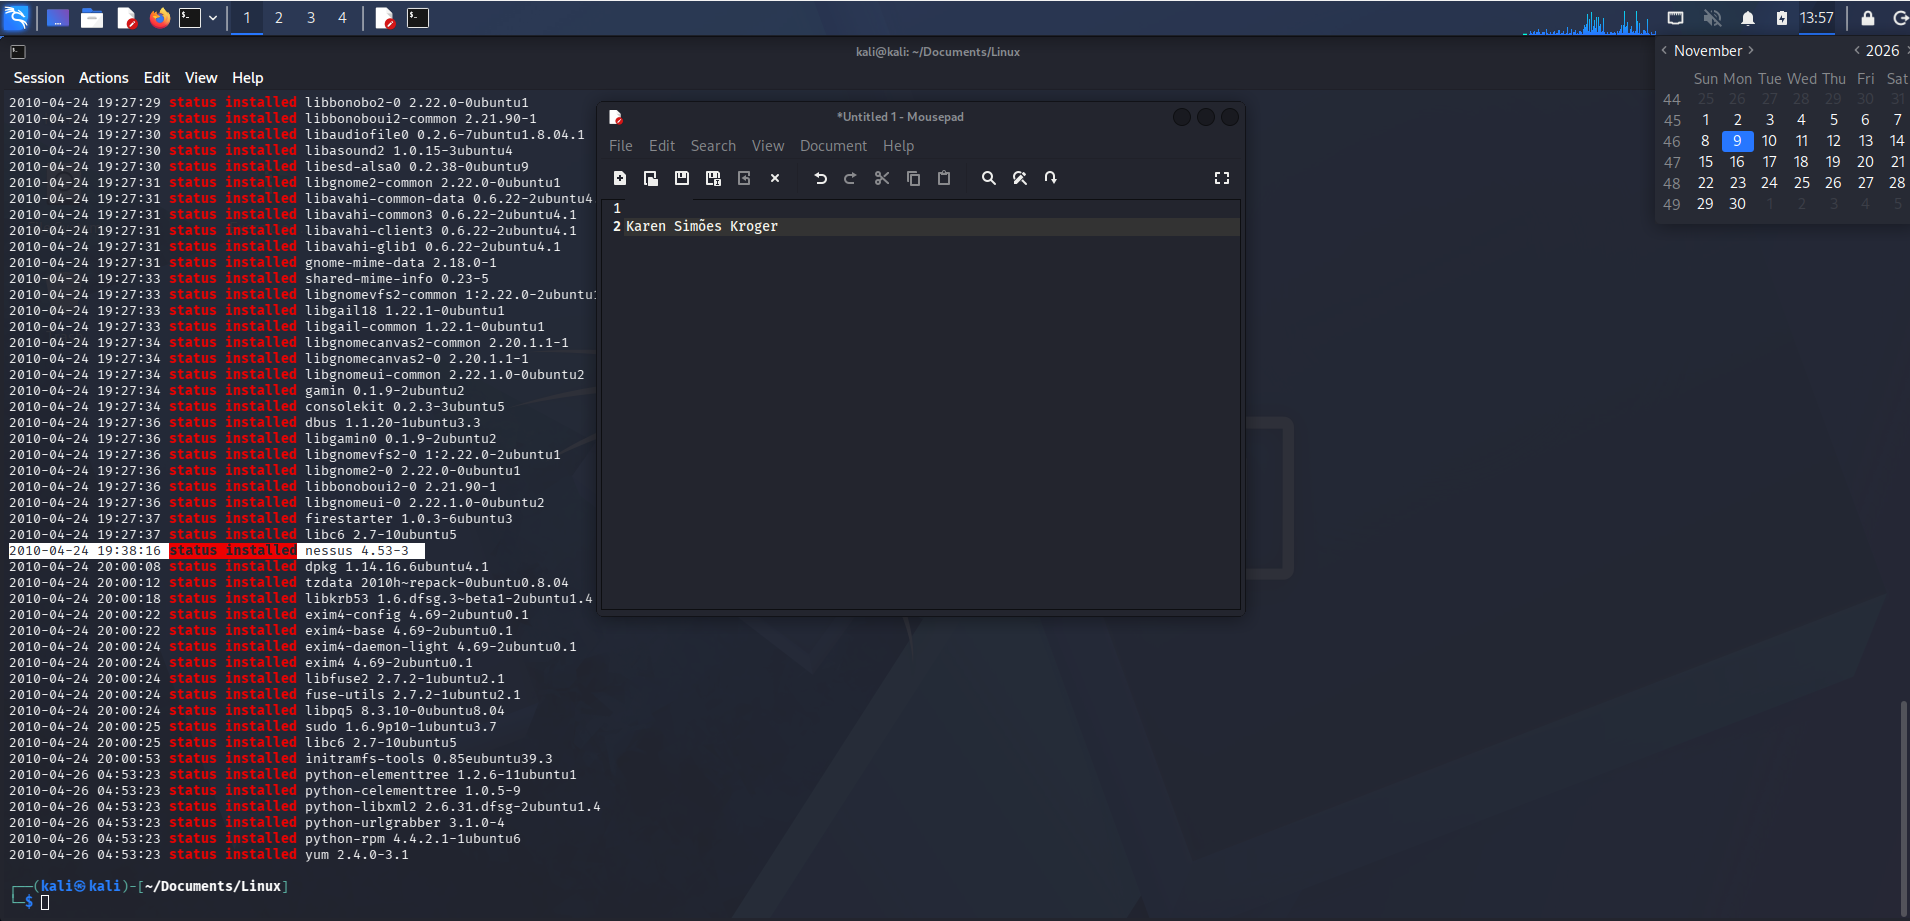 1 2 3 4
13:57
kali@kali: ~/Documents/Linux
Session Actions Edit View Help
2010-04-24 19:27:29 status installed libbonobo2-0 2.22.0-0ubuntu1
2010-04-24 19:27:29 status installed libbonoboui2-common 2.21.90-1
2010-04-24 19:27:30 status installed libaudiofile0 0.2.6-7ubuntu1.8.04.1
2010-04-24 19:27:30 status installed libasound2 1.0.15-3ubuntu4
2010-04-24 19:27:30 status installed libesd-alsa0 0.2.38-0ubuntu9
2010-04-24 19:27:31 status installed libgnome2-common 2.22.0-0ubuntu1
2010-04-24 19:27:31 status installed libavahi-common-data 0.6.22-2ubuntu4
2010-04-24 19:27:31 status installed libavahi-common3 0.6.22-2ubuntu4.1
2010-04-24 19:27:31 status installed libavahi-client3 0.6.22-2ubuntu4.1
2010-04-24 19:27:31 status installed libavahi-glib1 0.6.22-2ubuntu4.1
2010-04-24 19:27:31 status installed gnome-mime-data 2.18.0-1
2010-04-24 19:27:33 status installed shared-mime-info 0.23-5
2010-04-24 19:27:33 status installed libgnomevfs2-common 1:2.22.0-2ubuntu1
2010-04-24 19:27:33 status installed libgail18 1.22.1-0ubuntu1
2010-04-24 19:27:33 status installed libgail-common 1.22.1-0ubuntu1
2010-04-24 19:27:34 status installed libgnomecanvas2-common 2.20.1.1-1
2010-04-24 19:27:34 status installed libgnomecanvas2-0 2.20.1.1-1
2010-04-24 19:27:34 status installed libgnomeui-common 2.22.1.0-0ubuntu2
2010-04-24 19:27:34 status installed gamin 0.1.9-2ubuntu2
2010-04-24 19:27:34 status installed consolekit 0.2.3-3ubuntu5
2010-04-24 19:27:36 status installed dbus 1.1.20-1ubuntu3.3
2010-04-24 19:27:36 status installed libgamin0 0.1.9-2ubuntu2
2010-04-24 19:27:36 status installed libgnomevfs2-0 1:2.22.0-2ubuntu1
2010-04-24 19:27:36 status installed libgnome2-0 2.22.0-0ubuntu1
2010-04-24 19:27:36 status installed libbonoboui2-0 2.21.90-1
2010-04-24 19:27:36 status installed libgnomeui-0 2.22.1.0-0ubuntu2
2010-04-24 19:27:37 status installed firestarter 1.0.3-6ubuntu3
2010-04-24 19:27:37 status installed libc6 2.7-10ubuntu5
2010-04-24 19:38:16 status installed nessus 4.53-3
2010-04-24 20:00:08 status installed dpkg 1.14.16.6ubuntu4.1
2010-04-24 20:00:12 status installed tzdata 2010h~repack-0ubuntu0.8.04
2010-04-24 20:00:18 status installed libkrb53 1.6.dfsg.3~beta1-2ubuntu1.4
2010-04-24 20:00:22 status installed exim4-config 4.69-2ubuntu0.1
2010-04-24 20:00:22 status installed exim4-base 4.69-2ubuntu0.1
2010-04-24 20:00:24 status installed exim4-daemon-light 4.69-2ubuntu0.1
2010-04-24 20:00:24 status installed exim4 4.69-2ubuntu0.1
2010-04-24 20:00:24 status installed libfuse2 2.7.2-1ubuntu2.1
2010-04-24 20:00:24 status installed fuse-utils 2.7.2-1ubuntu2.1
2010-04-24 20:00:24 status installed libpq5 8.3.10-0ubuntu8.04
2010-04-24 20:00:25 status installed sudo 1.6.9p10-1ubuntu3.7
2010-04-24 20:00:25 status installed libc6 2.7-10ubuntu5
2010-04-24 20:00:53 status installed initramfs-tools 0.85eubuntu39.3
2010-04-26 04:53:23 status installed python-elementtree 1.2.6-11ubuntu1
2010-04-26 04:53:23 status installed python-celementtree 1.0.5-9
2010-04-26 04:53:23 status installed python-libxml2 2.6.31.dfsg-2ubuntu1.4
2010-04-26 04:53:23 status installed python-urlgrabber 3.1.0-4
2010-04-26 04:53:23 status installed python-rpm 4.4.2.1-1ubuntu6
2010-04-26 04:53:23 status installed yum 2.4.0-3.1
(kali㉿kali)-[~/Documents/Linux]
$
*Untitled 1 - Mousepad
File Edit Search View Document Help
1
2 Karen Simões Kroger
November 2026
Sun Mon Tue Wed Thu Fri Sat
44 25 26 27 28 29 30 31
45 1 2 3 4 5 6 7
46 8 9 10 11 12 13 14
47 15 16 17 18 19 20 21
48 22 23 24 25 26 27 28
49 29 30 1 2 3 4 5